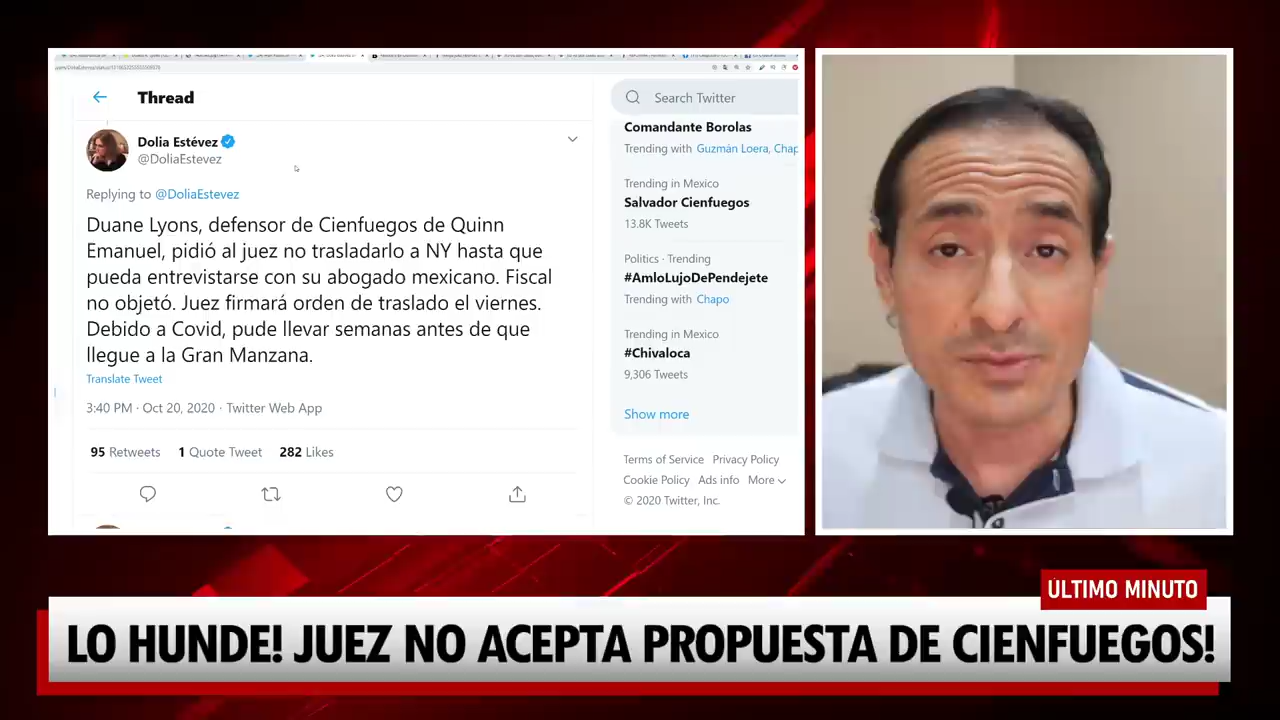 Thread
Search Twitter
Dolia Estévez
@DoliaEstevez
Replying to @DoliaEstevez
Duane Lyons, defensor de Cienfuegos de Quinn
Emanuel, pidió al juez no trasladarlo a NY hasta que
pueda entrevistarse con su abogado mexicano. Fiscal
no objetó. Juez firmará orden de traslado el viernes.
Debido a Covid, pude llevar semanas antes de que
llegue a la Gran Manzana.
Translate Tweet
3:40 PM · Oct 20, 2020 · Twitter Web App
95 Retweets 1 Quote Tweet 282 Likes
Comandante Borolas
Trending with Guzmán Loera, Chap
Trending in Mexico
Salvador Cienfuegos
13.8K Tweets
Politics · Trending
#AmloLujoDePendejete
Trending with Chapo
Trending in Mexico
#Chivaloca
9,306 Tweets
Show more
Terms of Service Privacy Policy
Cookie Policy Ads info More
© 2020 Twitter, Inc.
ÚLTIMO MINUTO
LO HUNDE! JUEZ NO ACEPTA PROPUESTA DE CIENFUEGOS!